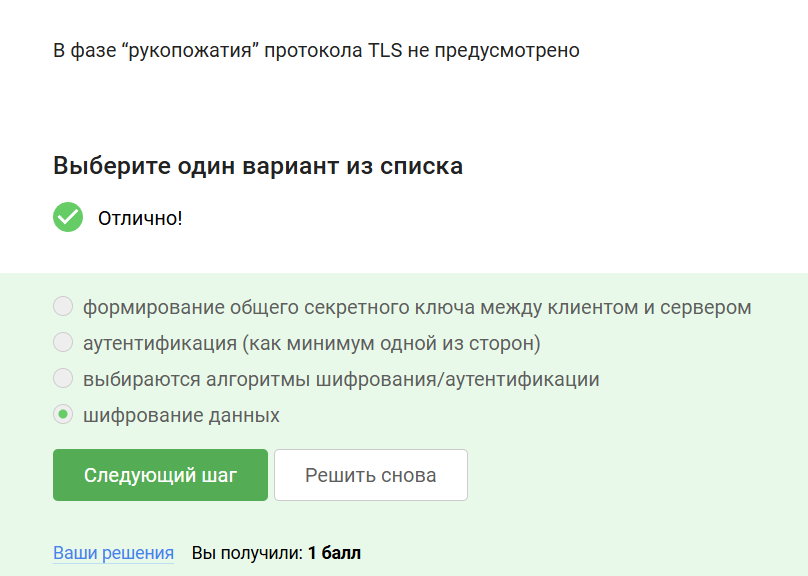 В фазе “рукопожатия” протокола TLS не предусмотрено
Выберите один вариант из списка
Отлично!
формирование общего секретного ключа между клиентом и сервером
аутентификация (как минимум одной из сторон)
выбираются алгоритмы шифрования/аутентификации
шифрование данных
Следующий шаг
Решить снова
Ваши решения Вы получили: 1 балл